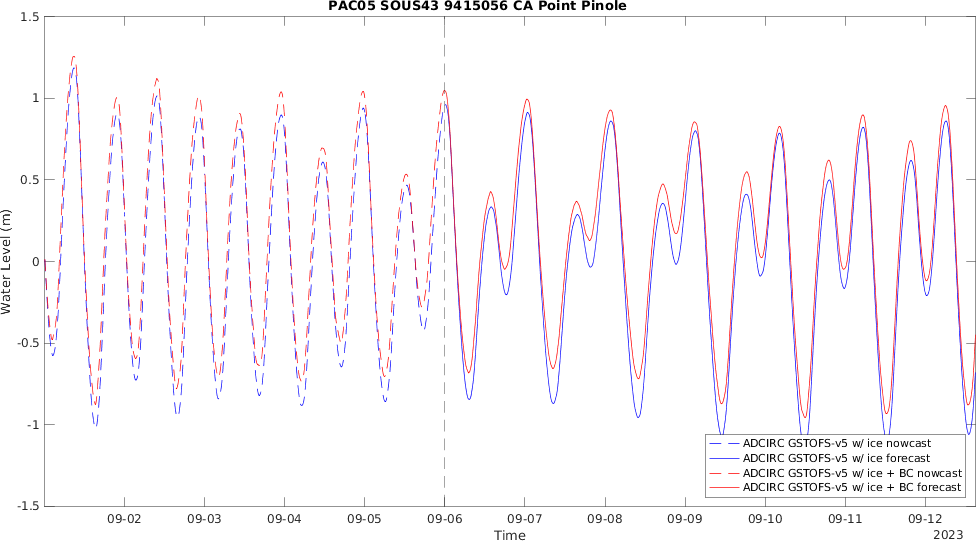 PAC05 SOUS43 9415056 CA Point Pinole
1.5
1
0.5
0
-0.5
-1
-1.5
Water Level (m)
09-02
09-03
09-04
09-05
09-06
09-07
09-08
09-09
09-10
09-11
09-12
Time
2023
ADCIRC GSTOFS-v5 w/ ice nowcast
ADCIRC GSTOFS-v5 w/ ice forecast
ADCIRC GSTOFS-v5 w/ ice + BC nowcast
ADCIRC GSTOFS-v5 w/ ice + BC forecast